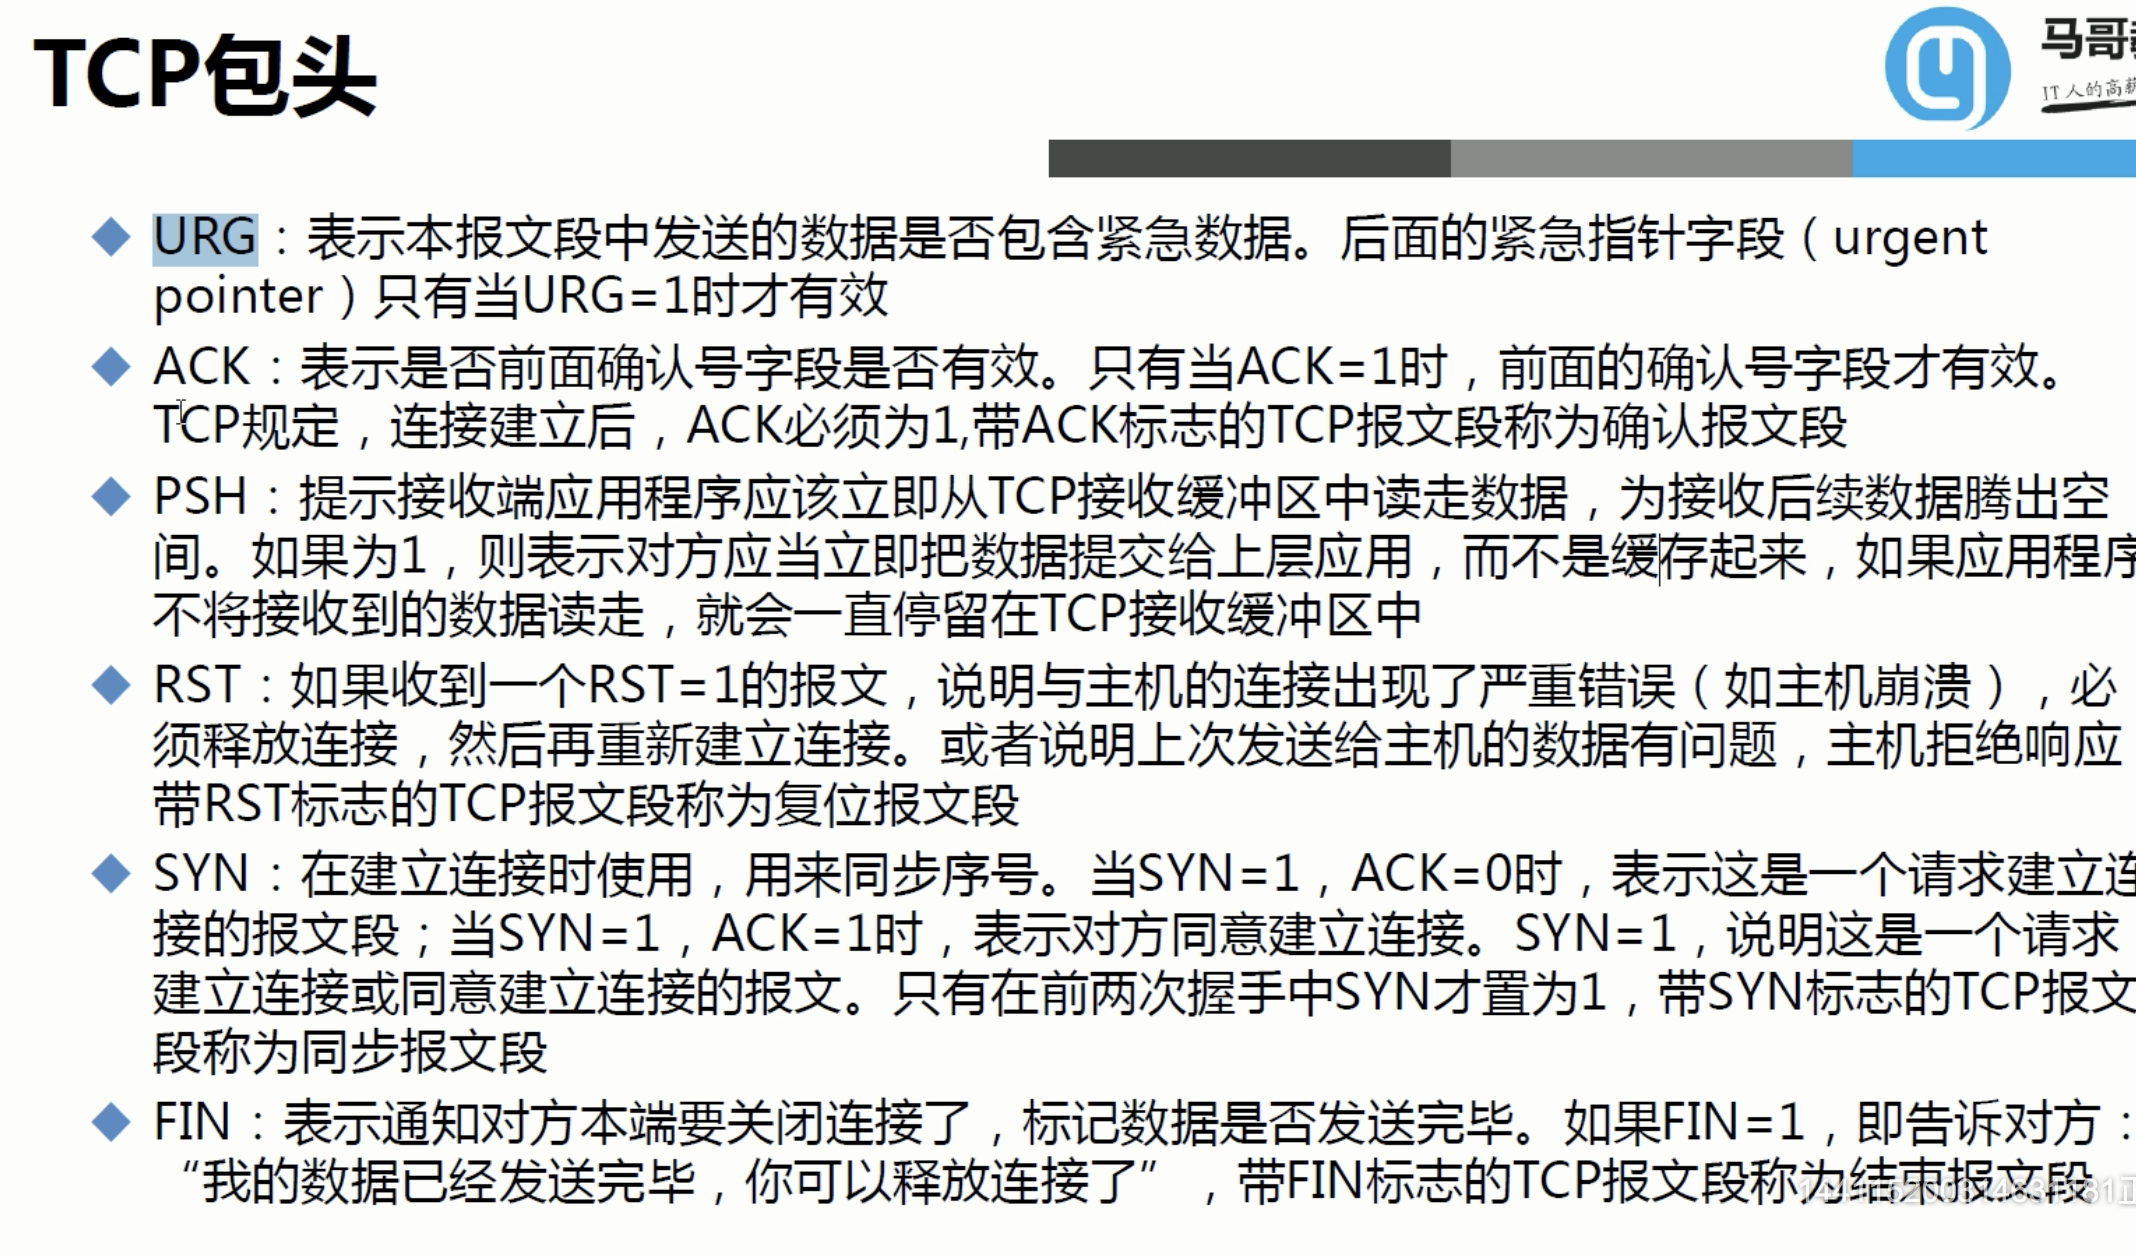 TCP包头
马哥
IT人的高薪
URG：表示本报文段中发送的数据是否包含紧急数据。后面的紧急指针字段（urgent
pointer）只有当URG=1时才有效
ACK：表示是否前面确认号字段是否有效。只有当ACK=1时，前面的确认号字段才有效。
TCP规定，连接建立后，ACK必须为1,带ACK标志的TCP报文段称为确认报文段
PSH：提示接收端应用程序应该立即从TCP接收缓冲区中读走数据，为接收后续数据腾出空
间。如果为1，则表示对方应当立即把数据提交给上层应用，而不是缓存起来，如果应用程序
不将接收到的数据读走，就会一直停留在TCP接收缓冲区中
RST：如果收到一个RST=1的报文，说明与主机的连接出现了严重错误（如主机崩溃），必
须释放连接，然后再重新建立连接。或者说明上次发送给主机的数据有问题，主机拒绝响应
带RST标志的TCP报文段称为复位报文段
SYN：在建立连接时使用，用来同步序号。当SYN=1，ACK=0时，表示这是一个请求建立连
接的报文段；当SYN=1，ACK=1时，表示对方同意建立连接。SYN=1，说明这是一个请求
建立连接或同意建立连接的报文。只有在前两次握手中SYN才置为1，带SYN标志的TCP报文
段称为同步报文段
FIN：表示通知对方本端要关闭连接了，标记数据是否发送完毕。如果FIN=1，即告诉对方：
“我的数据已经发送完毕，你可以释放连接了”，带FIN标志的TCP报文段称为结束报文段